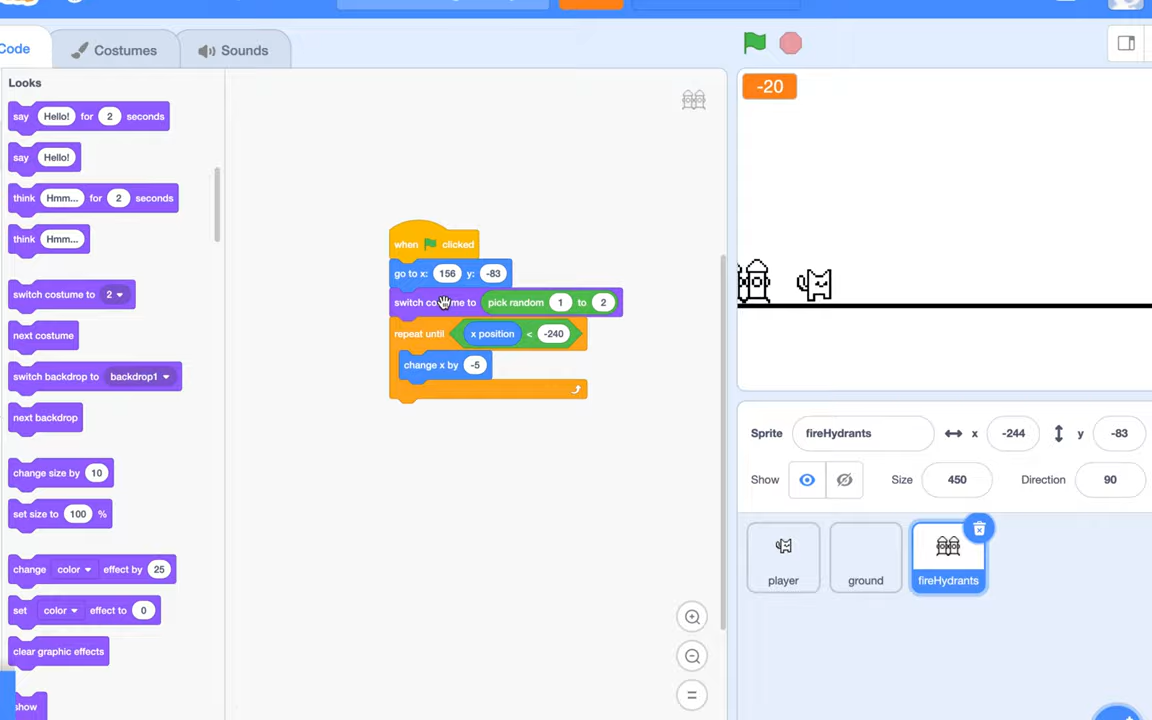 Code Costumes Sounds
Looks
say Hello! for 2 seconds
say Hello!
think Hmm... for 2 seconds
think Hmm...
switch costume to 2
next costume
switch backdrop to backdrop1
next backdrop
change size by 10
set size to 100 %
change color effect by 25
set color effect to 0
clear graphic effects
show
when clicked
go to x: 156 y: -83
switch costume to pick random 1 to 2
repeat until x position < -240
change x by -5
-20
Sprite fireHydrants x -244 y -83
Show Size 450 Direction 90
player ground fireHydrants